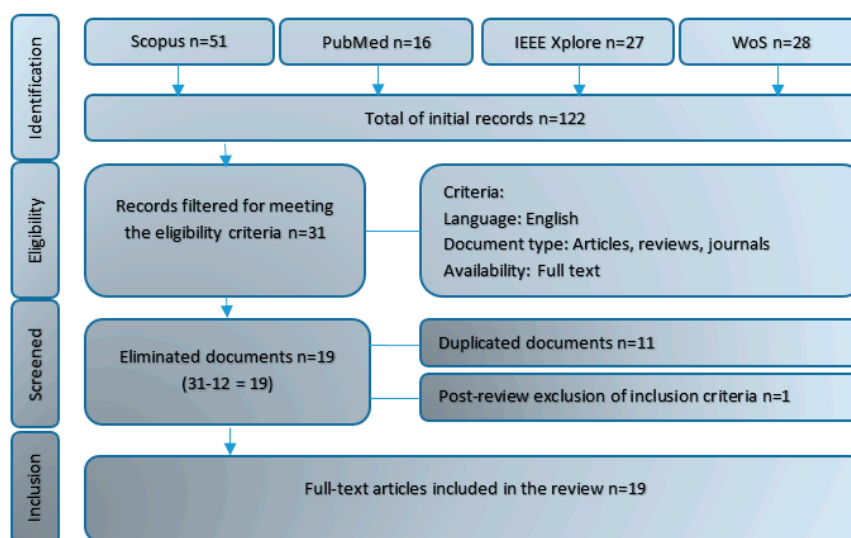 Identification
Scopus n=51
PubMed n=16
IEEE Xplore n=27
WoS n=28
Total of initial records n=122
Eligibility
Records filtered for meeting
the eligibility criteria n=31
Criteria:
Language: English
Document type: Articles, reviews, journals
Availability: Full text
Screened
Eliminated documents n=19
(31-12 = 19)
Duplicated documents n=11
Post-review exclusion of inclusion criteria n=1
Inclusion
Full-text articles included in the review n=19